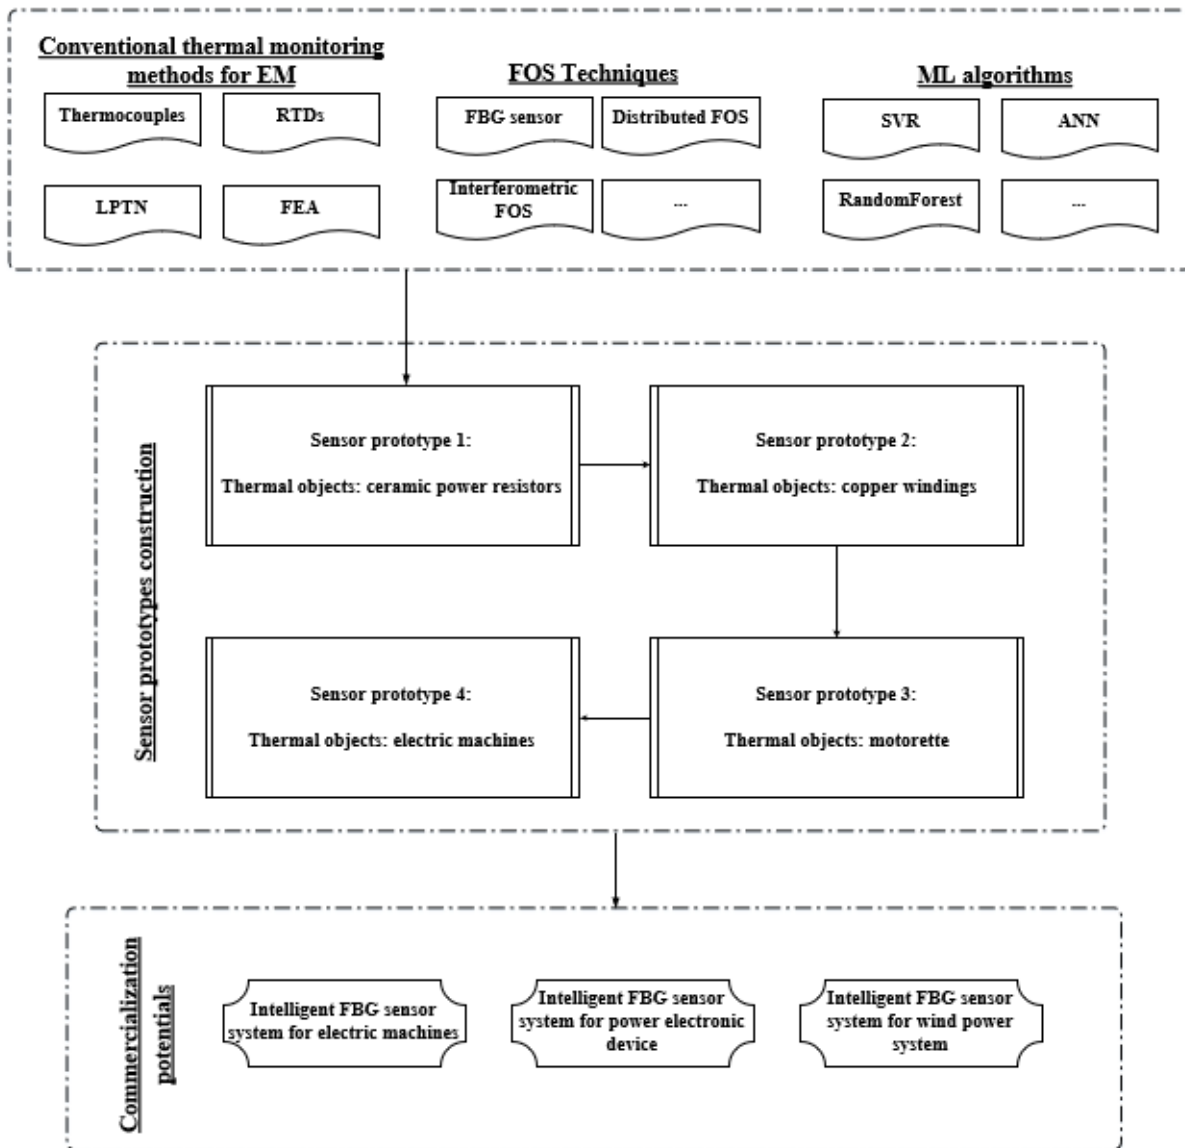 Conventional thermal monitoring
methods for EM
FOS Techniques
ML algorithms
Thermocouples
RTDs
FBG sensor
Distributed FOS
SVR
ANN
LPTN
FEA
Interferometric
FOS
...
RandomForest
...
Sensor prototypes construction
Sensor prototype 1:
Thermal objects: ceramic power resistors
Sensor prototype 2:
Thermal objects: copper windings
Sensor prototype 4:
Thermal objects: electric machines
Sensor prototype 3:
Thermal objects: motorette
Commercialization
potentials
Intelligent FBG sensor
system for electric machines
Intelligent FBG sensor
system for power electronic
device
Intelligent FBG sensor
system for wind power
system